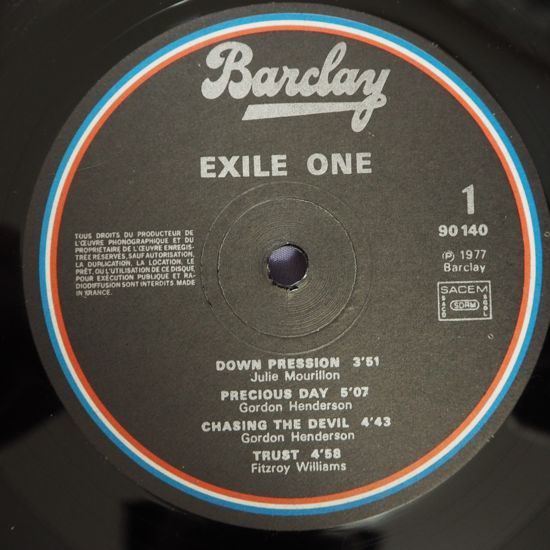 Barclay
EXILE ONE
1
90 140
TOUS DROITS DU PRODUCTEUR DE
L'ŒUVRE PHONOGRAPHIQUE ET DU
PROPRIÉTAIRE DE L'ŒUVRE ENREGIS-
TRÉE RÉSERVÉS, SAUF AUTORISATION,
LA DUPLICATION, LA LOCATION, LE
PRÊT, OU L'UTILISATION DE CE DISQUE
POUR EXÉCUTION PUBLIQUE ET RA-
DIODIFFUSION SONT INTERDITS MADE
IN FRANCE.
Ⓟ 1977
Barclay
SACEM
SACD SDRM SGDL
DOWN PRESSION 3'51
Julie Mourillon
PRECIOUS DAY 5'07
Gordon Henderson
CHASING THE DEVIL 4'43
Gordon Henderson
TRUST 4'58
Fitzroy Williams